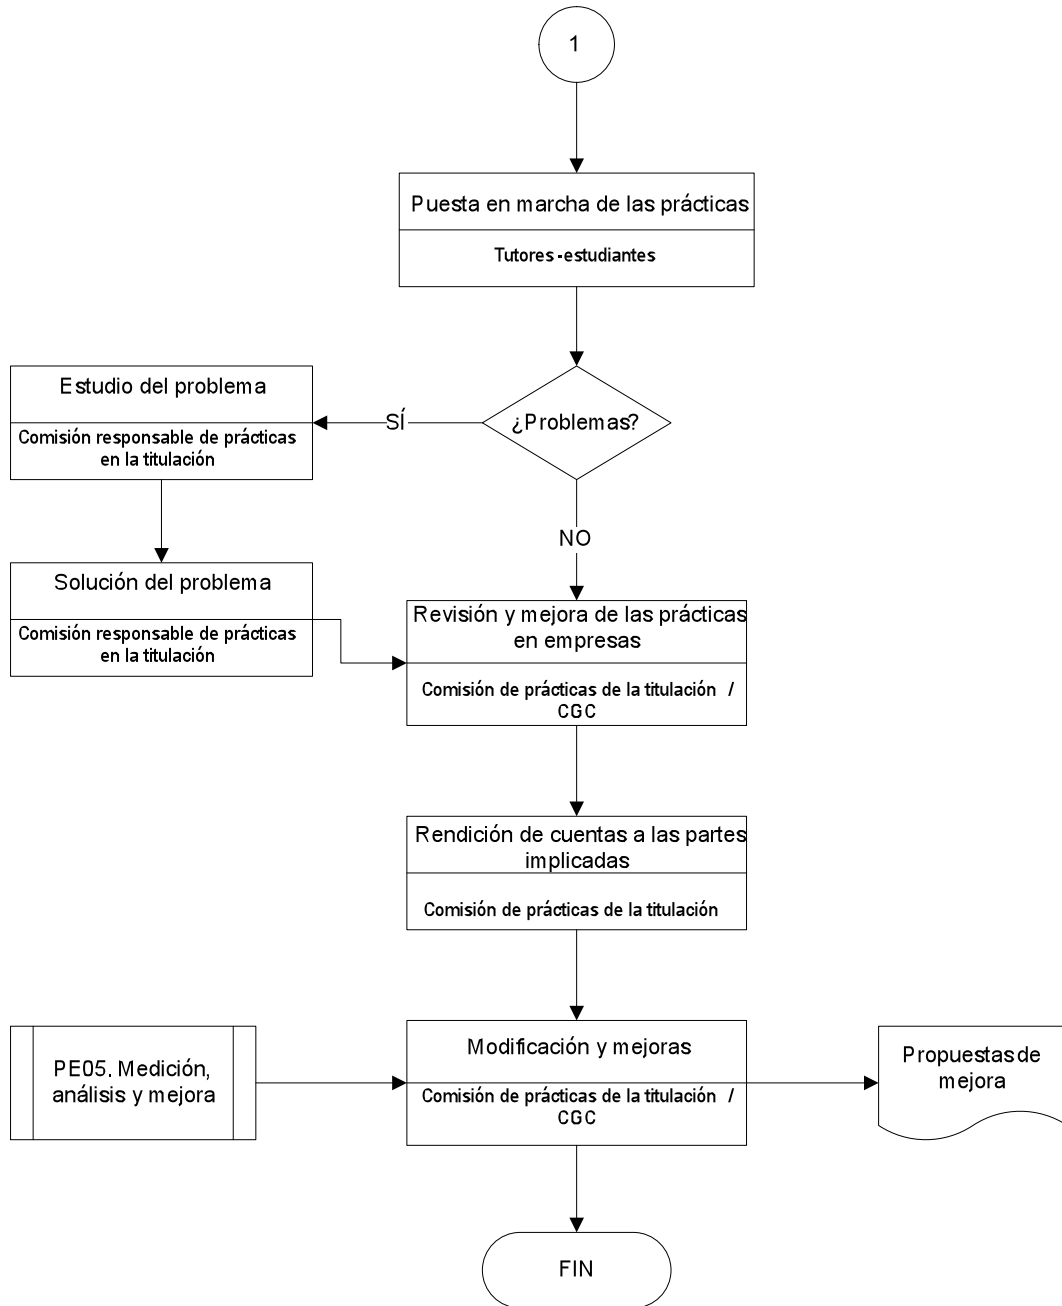 1
Puesta en marcha de las prácticas
Tutores -estudiantes
¿Problemas?
SÍ
Estudio del problema
Comisión responsable de prácticas
en la titulación
Solución del problema
Comisión responsable de prácticas
en la titulación
NO
Revisión y mejora de las prácticas
en empresas
Comisión de prácticas de la titulación /
CGC
Rendición de cuentas a las partes
implicadas
Comisión de prácticas de la titulación
PE05. Medición,
análisis y mejora
Modificación y mejoras
Comisión de prácticas de la titulación /
CGC
Propuestas de
mejora
FIN